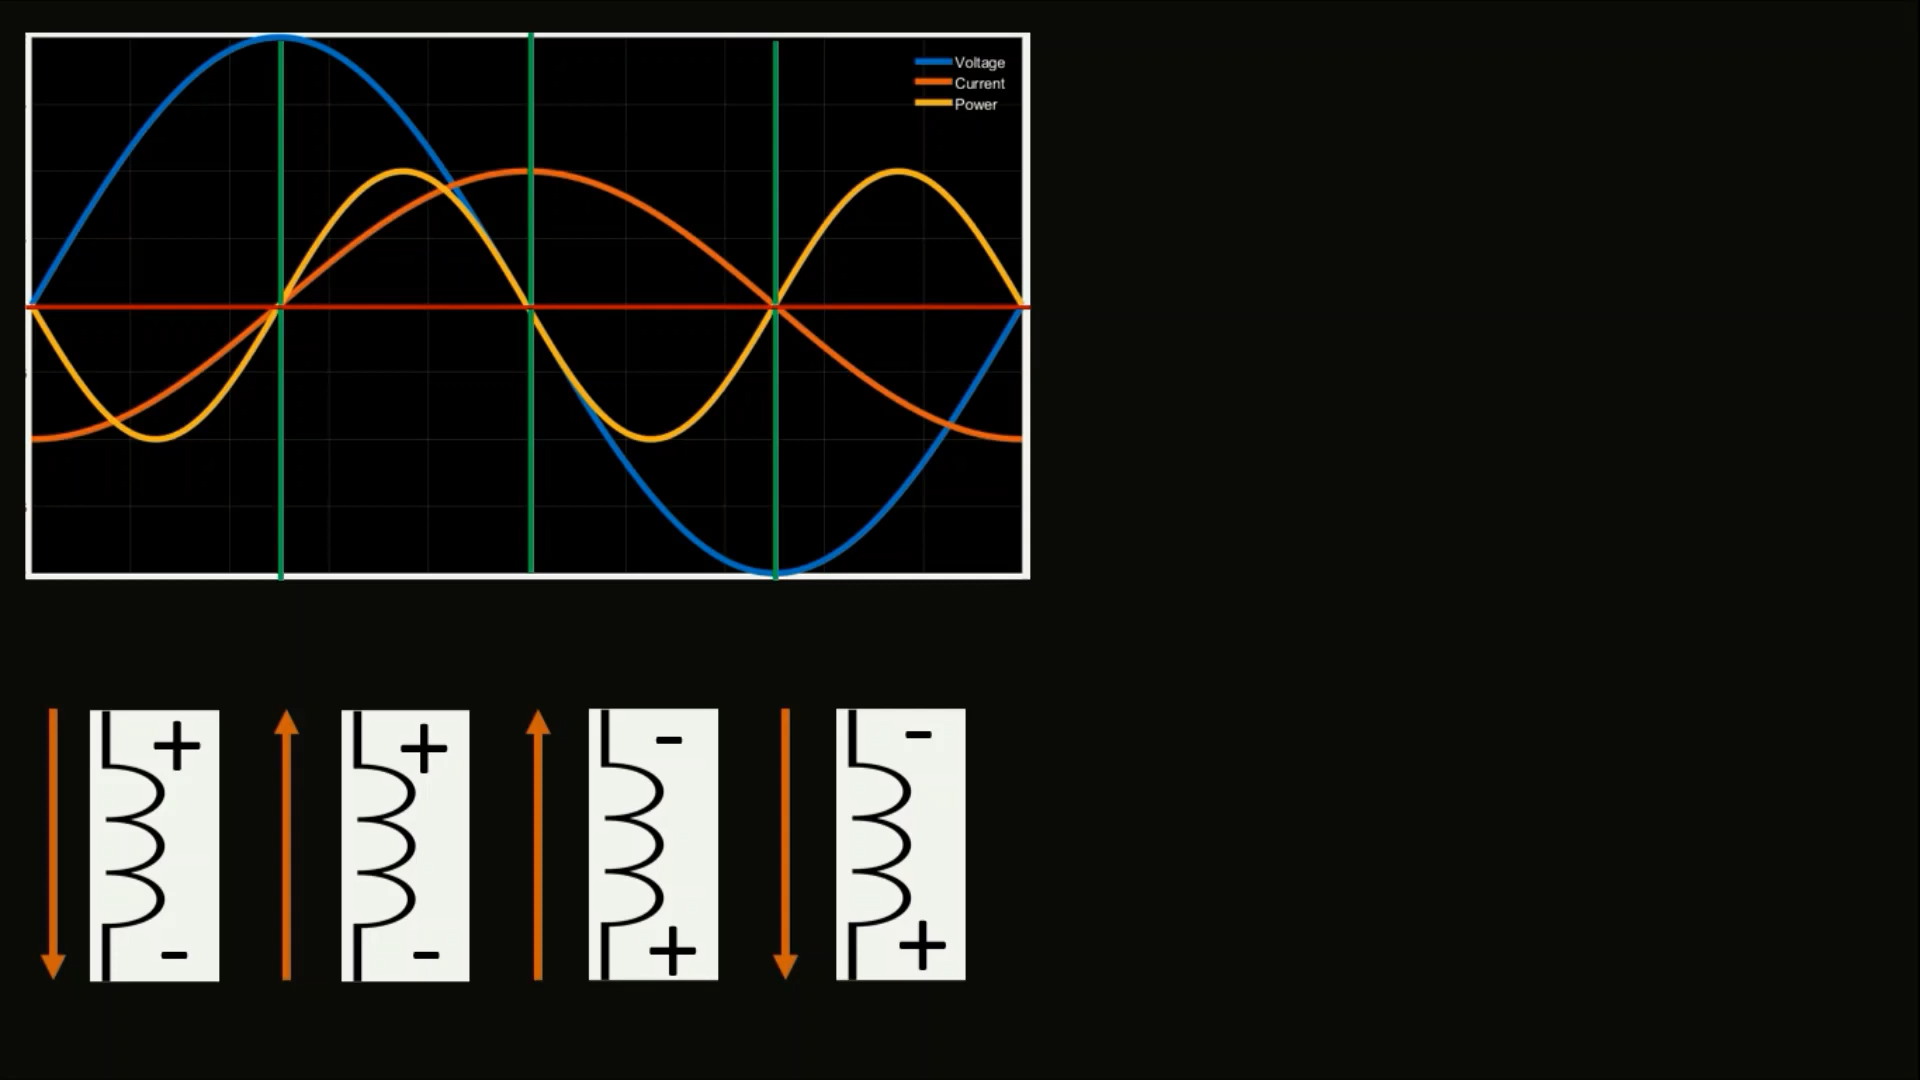 Voltage
Current
Power
+ + - -
- - + +